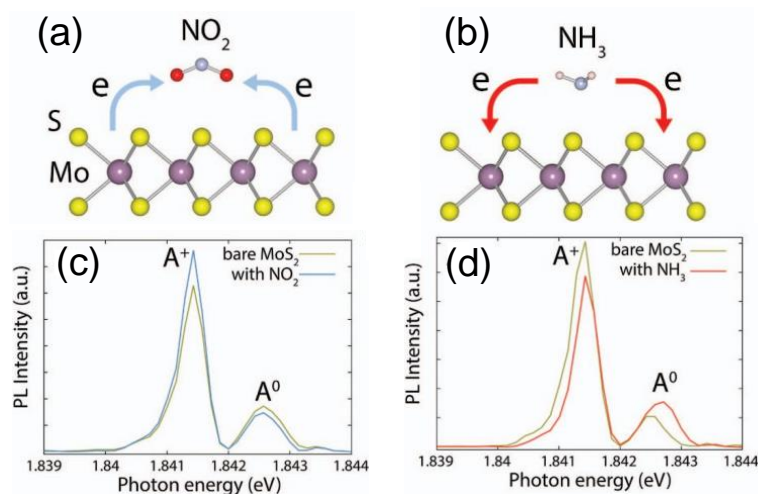 (a)
NO2
e
e
S
Mo
(b)
NH3
e
e
(c)
A+
bare MoS2
with NO2
A0
PL Intensity (a.u.)
1.839 1.84 1.841 1.842 1.843 1.844
Photon energy (eV)
(d)
A+
bare MoS2
with NH3
A0
PL Intensity (a.u.)
1.839 1.84 1.841 1.842 1.843 1.844
Photon energy (eV)